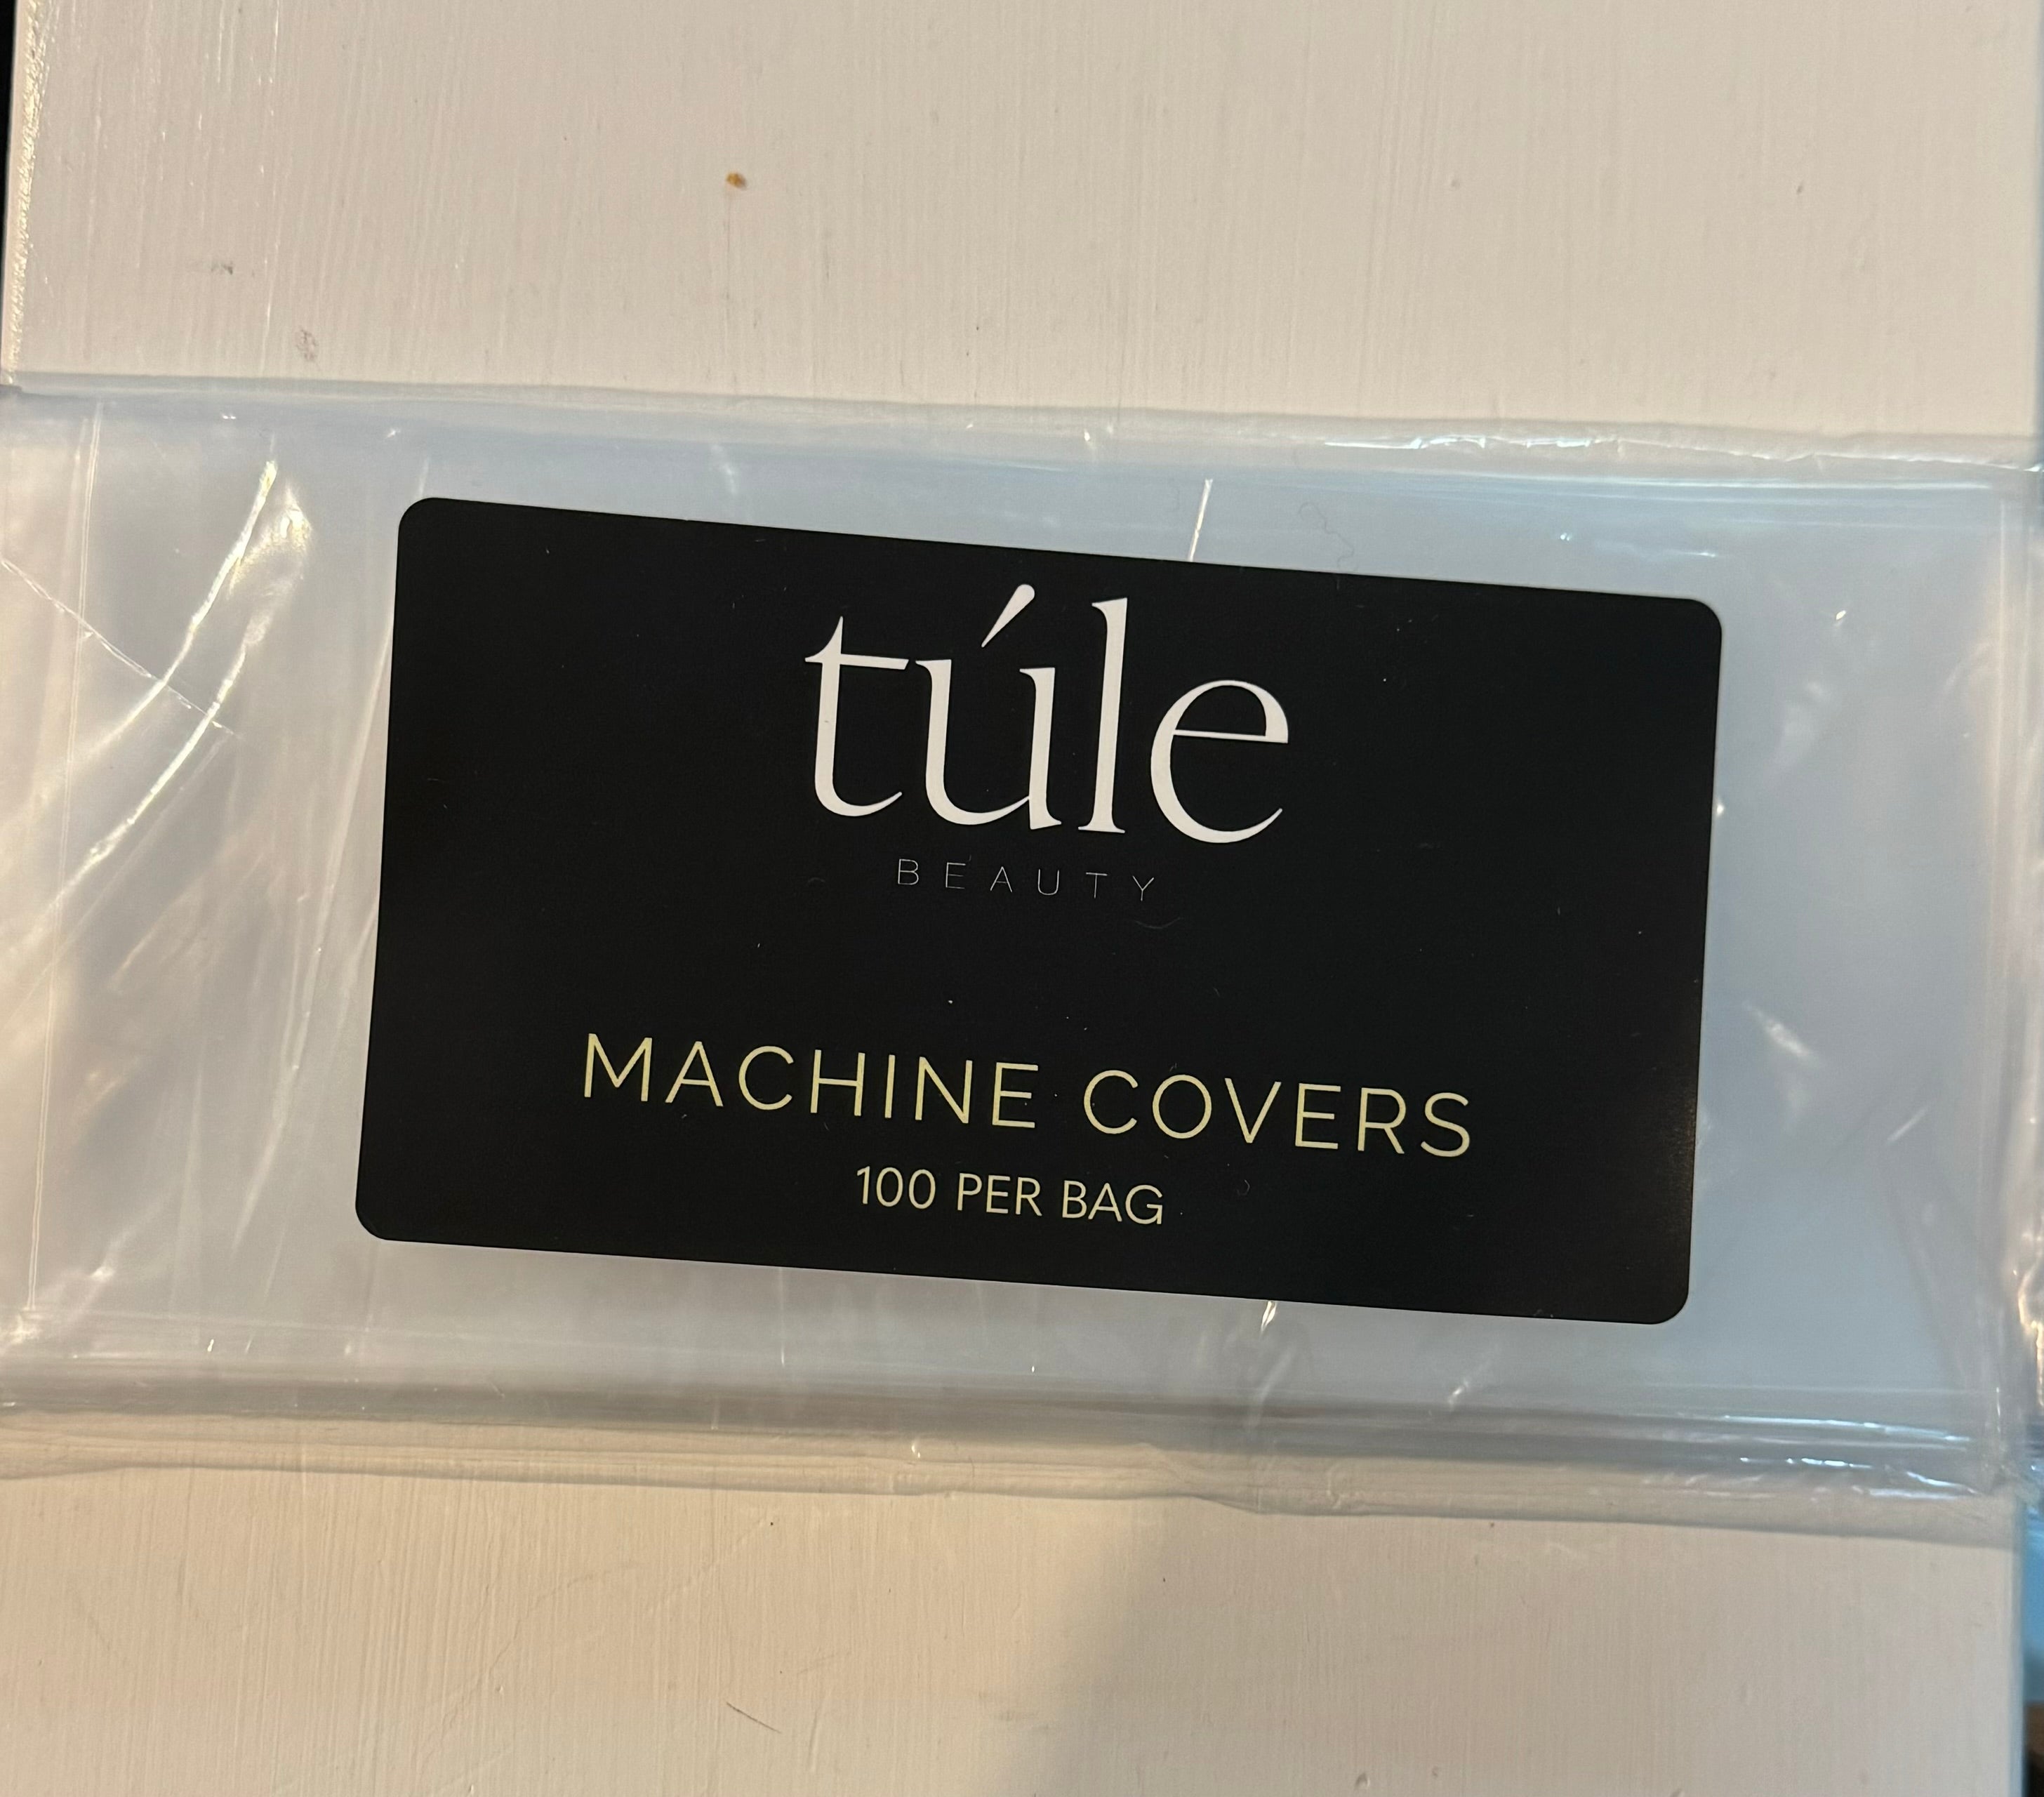 túle
BEAUTY
MACHINE COVERS
100 PER BAG